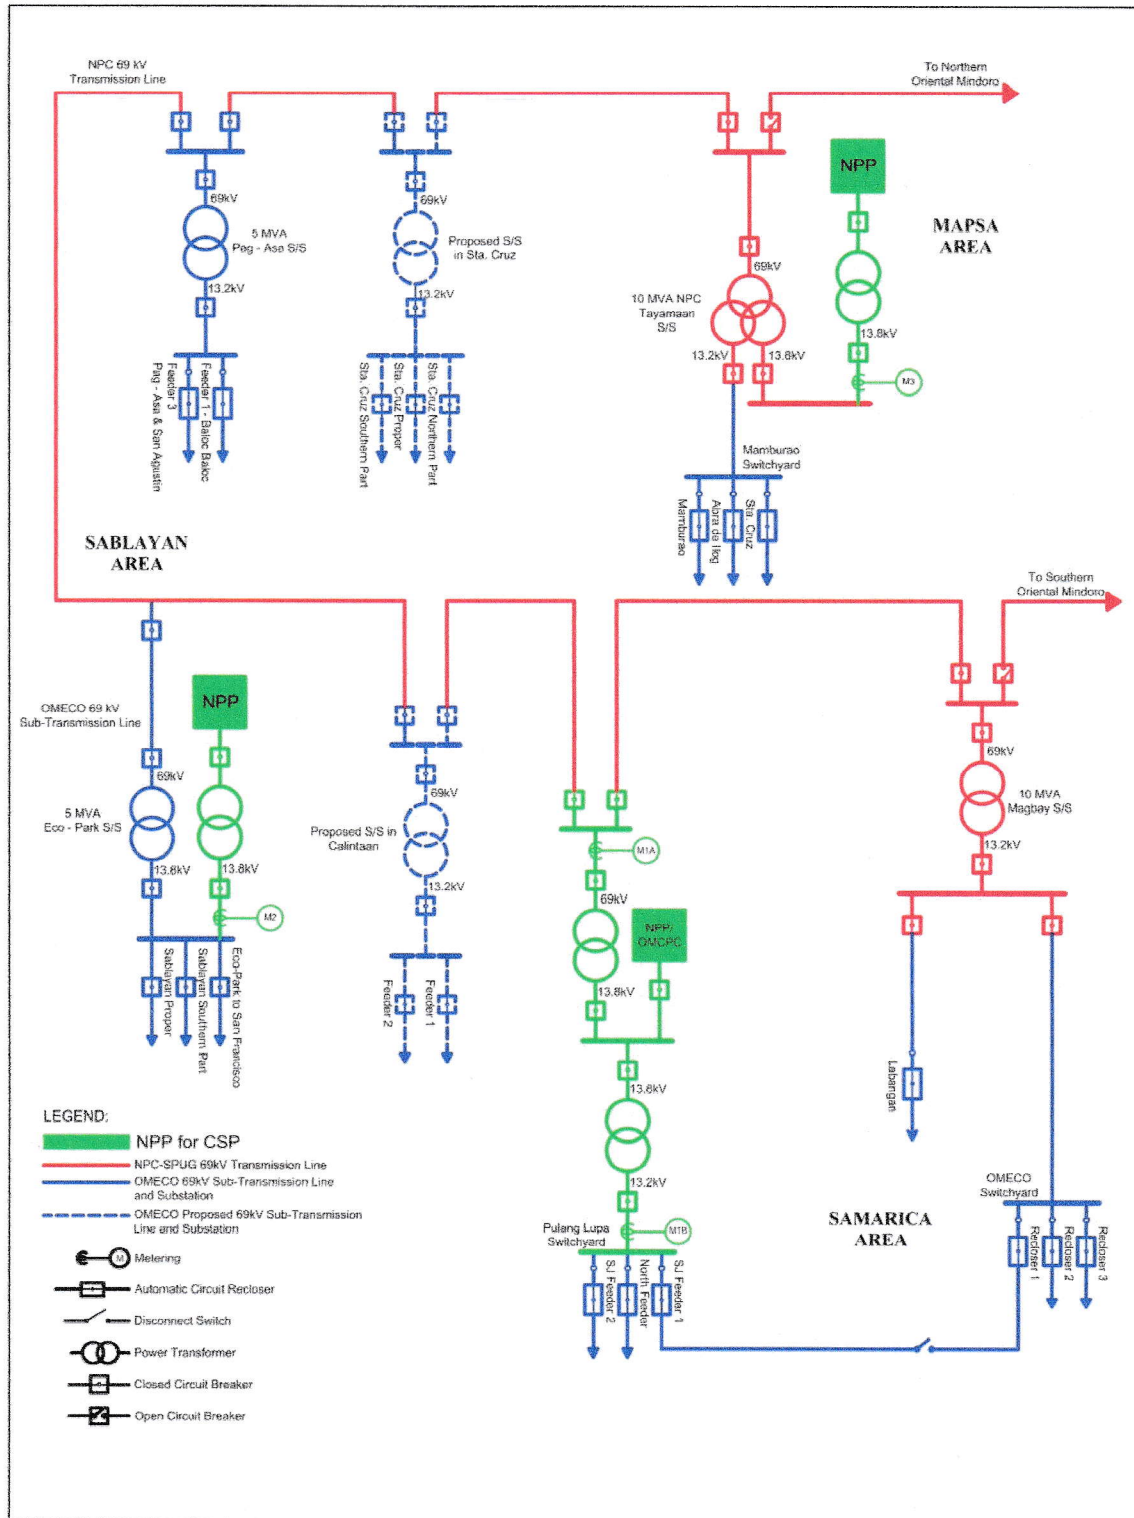 NPC 69 kV
Transmission Line
To Northern
Oriental Mindoro
NPP
MAPSA
AREA
69kV
5 MVA
Pag - Asa S/S
13.2kV
69kV
Proposed S/S
in Sta. Cruz
13.2kV
69kV
10 MVA NPC
Tayamaan
S/S
13.2kV
13.8kV
13.8kV
M3
Feeder 3
Pag - Asa & San Agustin
Feeder 1 - Baloc Baloc
Sta. Cruz Southern Part
Sta. Cruz Proper
Sta. Cruz Northern Part
Mamburao
Switchyard
Mamburao
Abra de Ilog
Sta. Cruz
SABLAYAN
AREA
To Southern
Oriental Mindoro
OMECO 69 kV
Sub-Transmission Line
NPP
69kV
5 MVA
Eco - Park S/S
13.8kV
13.8kV
M2
Sablayan Proper
Sablayan Southern Part
Eco-Park to San Francisco
69kV
Proposed S/S in
Calintaan
13.2kV
Feeder 2
Feeder 1
M1A
69kV
NPP/
OMCPC
13.8kV
13.8kV
13.2kV
Pulang Lupa
Switchyard
M1B
SJ Feeder 2
North Feeder
SJ Feeder 1
69kV
10 MVA
Magbay S/S
13.2kV
Labangan
OMECO
Switchyard
Recloser 1
Recloser 2
Recloser 3
SAMARICA
AREA
LEGEND:
NPP for CSP
NPC-SPUG 69kV Transmission Line
OMECO 69kV Sub-Transmission Line
and Substation
OMECO Proposed 69kV Sub-Transmission
Line and Substation
M Metering
Automatic Circuit Recloser
Disconnect Switch
Power Transformer
Closed Circuit Breaker
Open Circuit Breaker